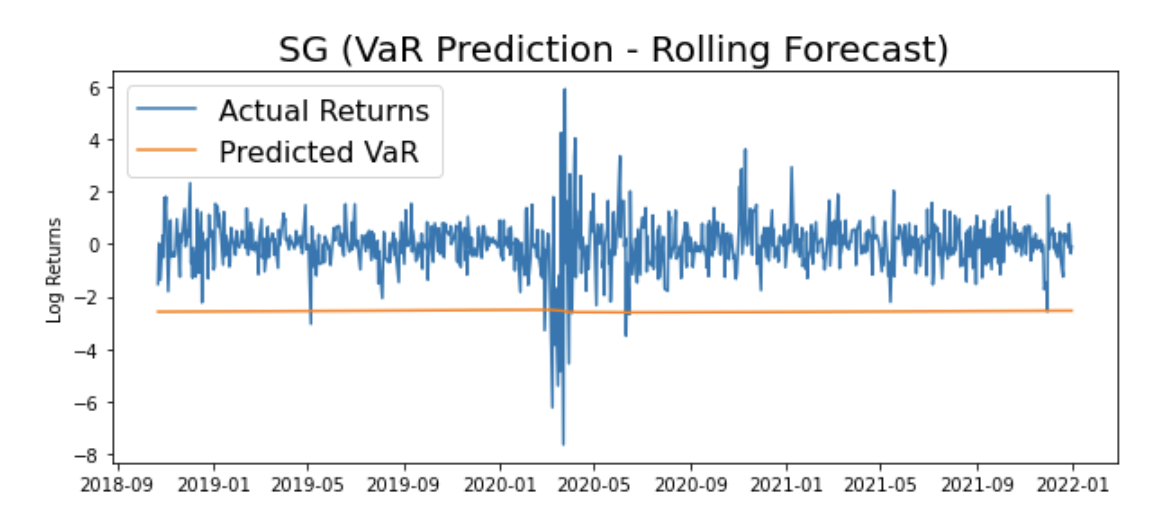 SG (VaR Prediction - Rolling Forecast)
Actual Returns
Predicted VaR
Log Returns
6
4
2
0
−2
−4
−6
−8
2018-09 2019-01 2019-05 2019-09 2020-01 2020-05 2020-09 2021-01 2021-05 2021-09 2022-01